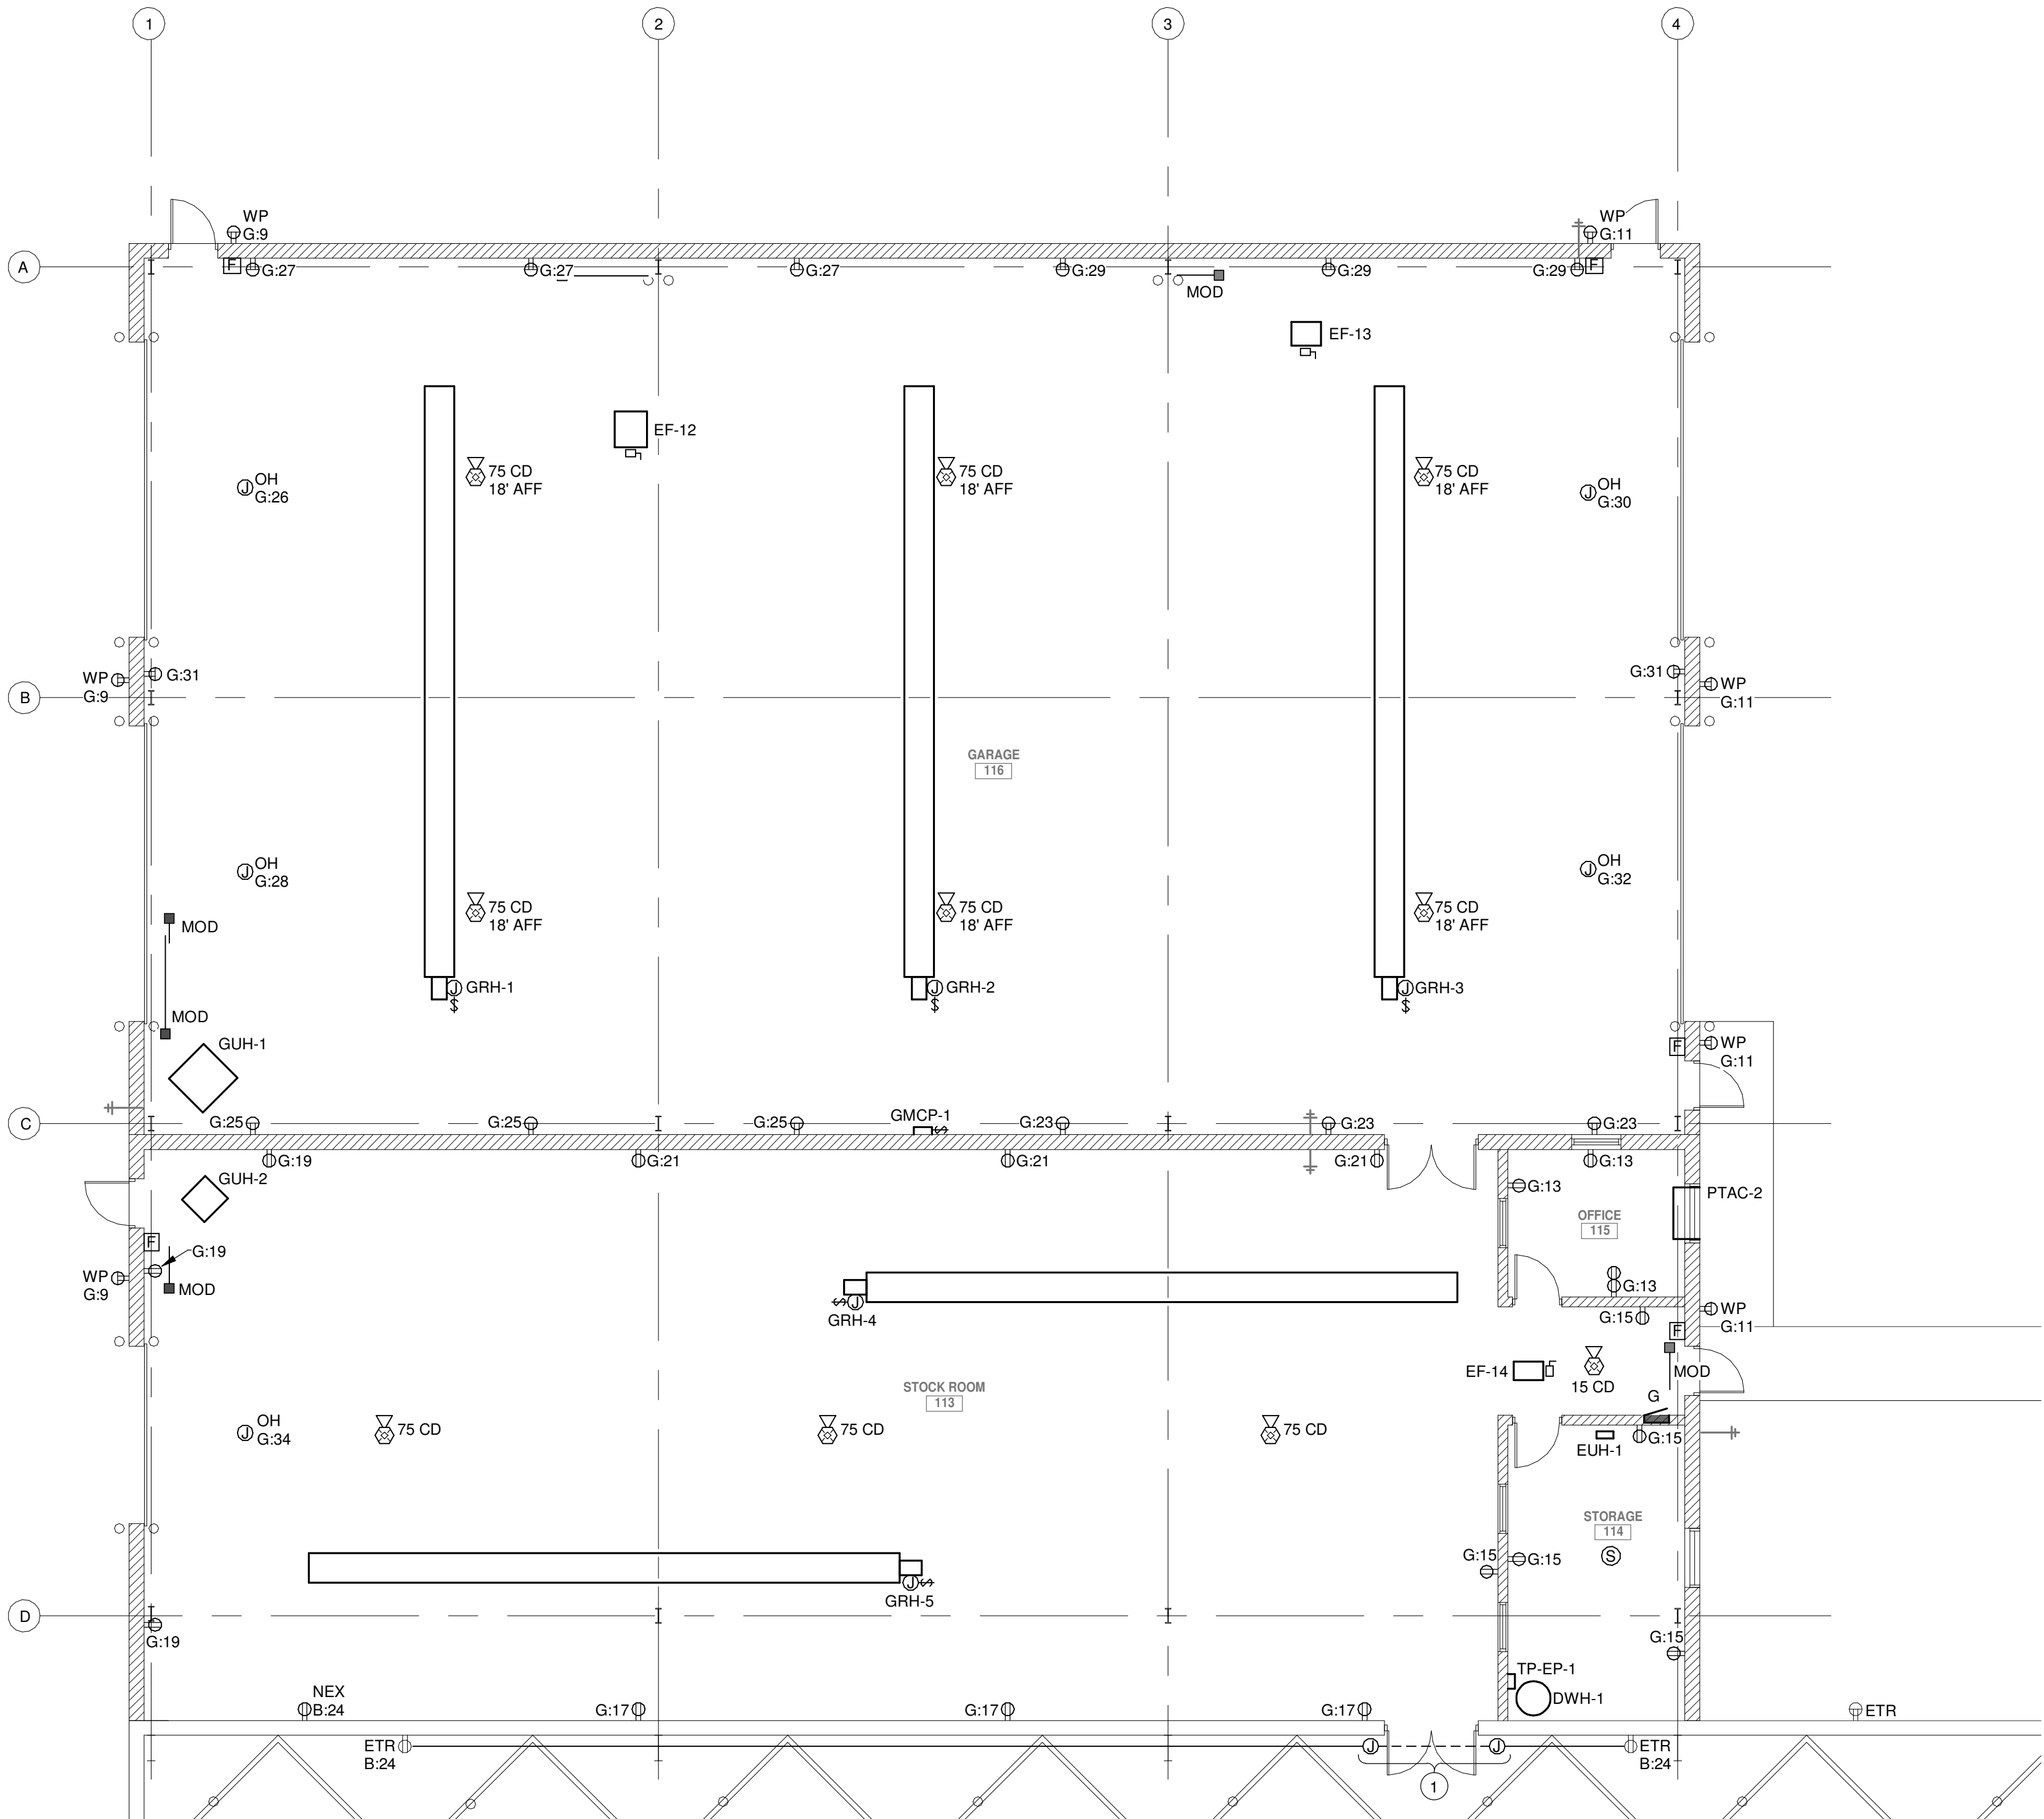 1
2
3
4
WP
G:9
WP
G:11
A
F
G:27
G:27
G:27
G:29
G:29
G:29
F
MOD
EF-13
EF-12
75 CD
18' AFF
75 CD
18' AFF
75 CD
18' AFF
J
OH
G:26
J
OH
G:30
G:31
WP
G:9
G:31
WP
G:11
B
GARAGE
116
J
OH
G:28
J
OH
G:32
75 CD
18' AFF
75 CD
18' AFF
75 CD
18' AFF
MOD
J
GRH-1
$
J
GRH-2
$
J
GRH-3
$
MOD
GUH-1
F
WP
G:11
C
G:25
G:25
G:25
GMCP-1
$
G:23
G:23
G:23
G:19
G:21
G:21
G:21
G:13
GUH-2
G:13
PTAC-2
OFFICE
115
F
G:19
WP
G:9
MOD
G:13
$
J
GRH-4
G:15
WP
G:11
F
EF-14
15 CD
MOD
STOCK ROOM
113
G
J
OH
G:34
75 CD
75 CD
75 CD
EUH-1
G:15
STORAGE
114
S
G:15
G:15
J
$
GRH-5
D
G:19
G:15
TP-EP-1
DWH-1
NEX
B:24
G:17
G:17
G:17
ETR
ETR
B:24
J
J
ETR
B:24
1